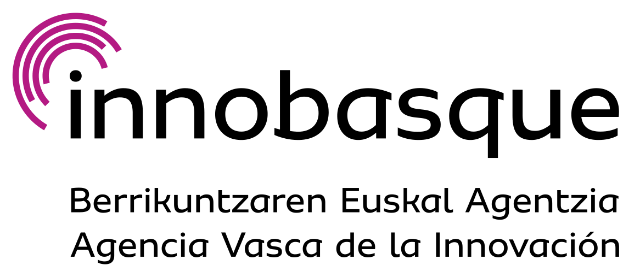 innobasque
Berrikuntzaren Euskal Agentzia
Agencia Vasca de la Innovación